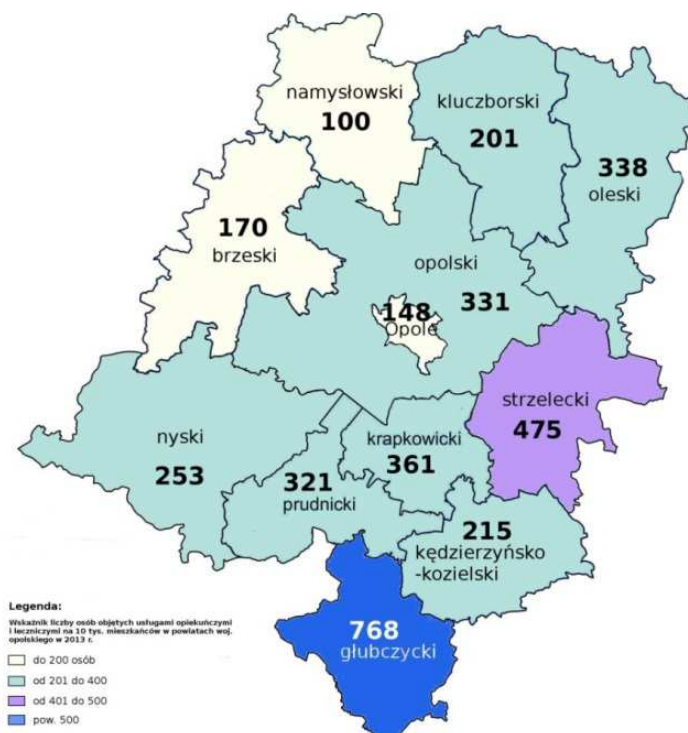 namysłowski
100
kluczborski
201
338
oleski
170
brzeski
opolski
331
148
Opole
strzelecki
475
nyski
253
krapkowicki
361
321
prudnicki
215
kędzierzyńsko
-kozielski
768
głubczycki
Legenda:
Wskaźnik liczby osób objętych usługami opiekuńczymi
i leczniczymi na 10 tys. mieszkańców w powiatach woj.
opolskiego w 2013 r.
do 200 osób
od 201 do 400
od 401 do 500
pow. 500